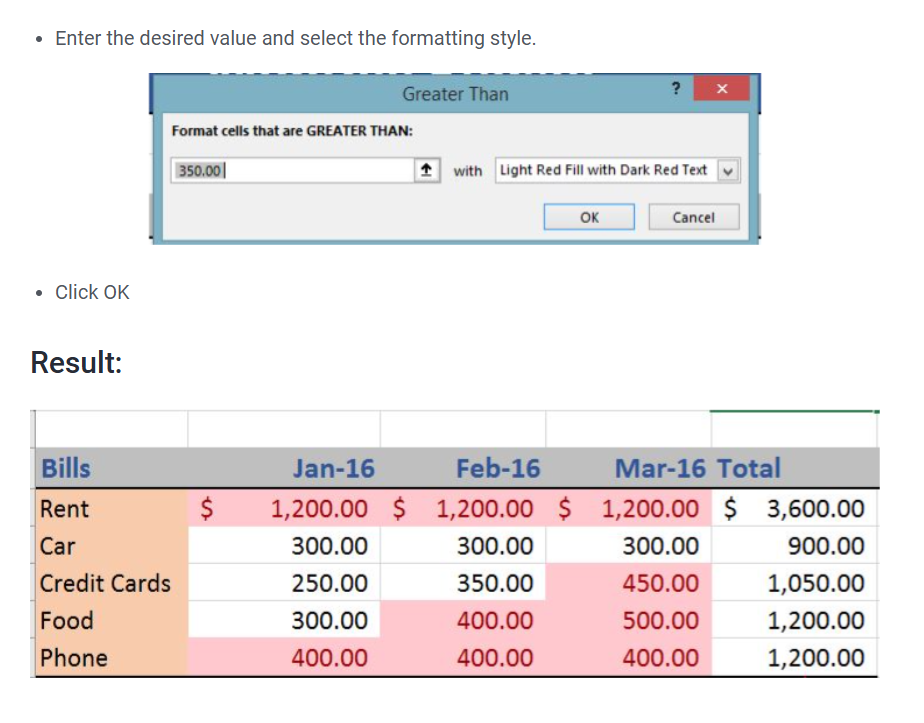 • Enter the desired value and select the formatting style.
Greater Than ?
Format cells that are GREATER THAN:
350.00 with Light Red Fill with Dark Red Text
OK Cancel
• Click OK
Result:
Bills Jan-16 Feb-16 Mar-16 Total
Rent $ 1,200.00 $ 1,200.00 $ 1,200.00 $ 3,600.00
Car 300.00 300.00 300.00 900.00
Credit Cards 250.00 350.00 450.00 1,050.00
Food 300.00 400.00 500.00 1,200.00
Phone 400.00 400.00 400.00 1,200.00